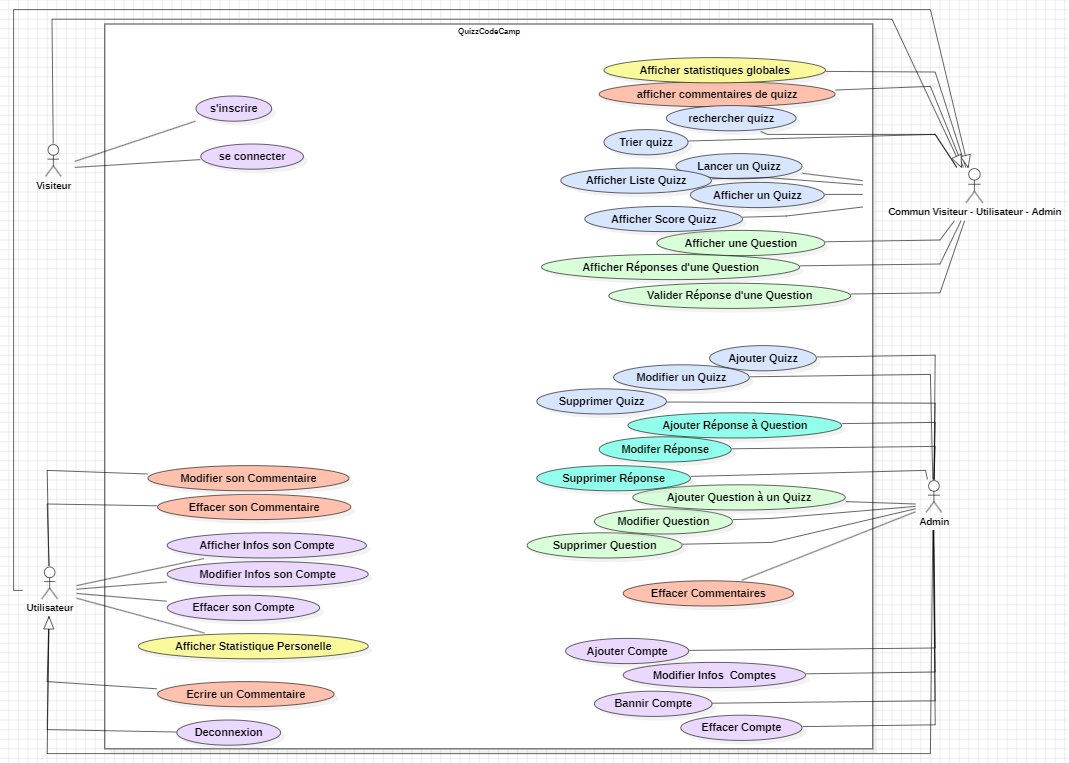 QuizzCodeCamp
Afficher statistiques globales
afficher commentaires de quizz
s'inscrire
rechercher quizz
Trier quizz
se connecter
Lancer un Quizz
Afficher Liste Quizz
Visiteur
Afficher un Quizz
Commun Visiteur - Utilisateur - Admin
Afficher Score Quizz
Afficher une Question
Afficher Réponses d'une Question
Valider Réponse d'une Question
Ajouter Quizz
Modifier un Quizz
Supprimer Quizz
Ajouter Réponse à Question
Modifer Réponse
Modifier son Commentaire
Supprimer Réponse
Ajouter Question à un Quizz
Effacer son Commentaire
Modifier Question
Admin
Afficher Infos son Compte
Supprimer Question
Modifier Infos son Compte
Effacer Commentaires
Utilisateur
Effacer son Compte
Afficher Statistique Personelle
Ajouter Compte
Modifier Infos  Comptes
Ecrire un Commentaire
Bannir Compte
Effacer Compte
Deconnexion